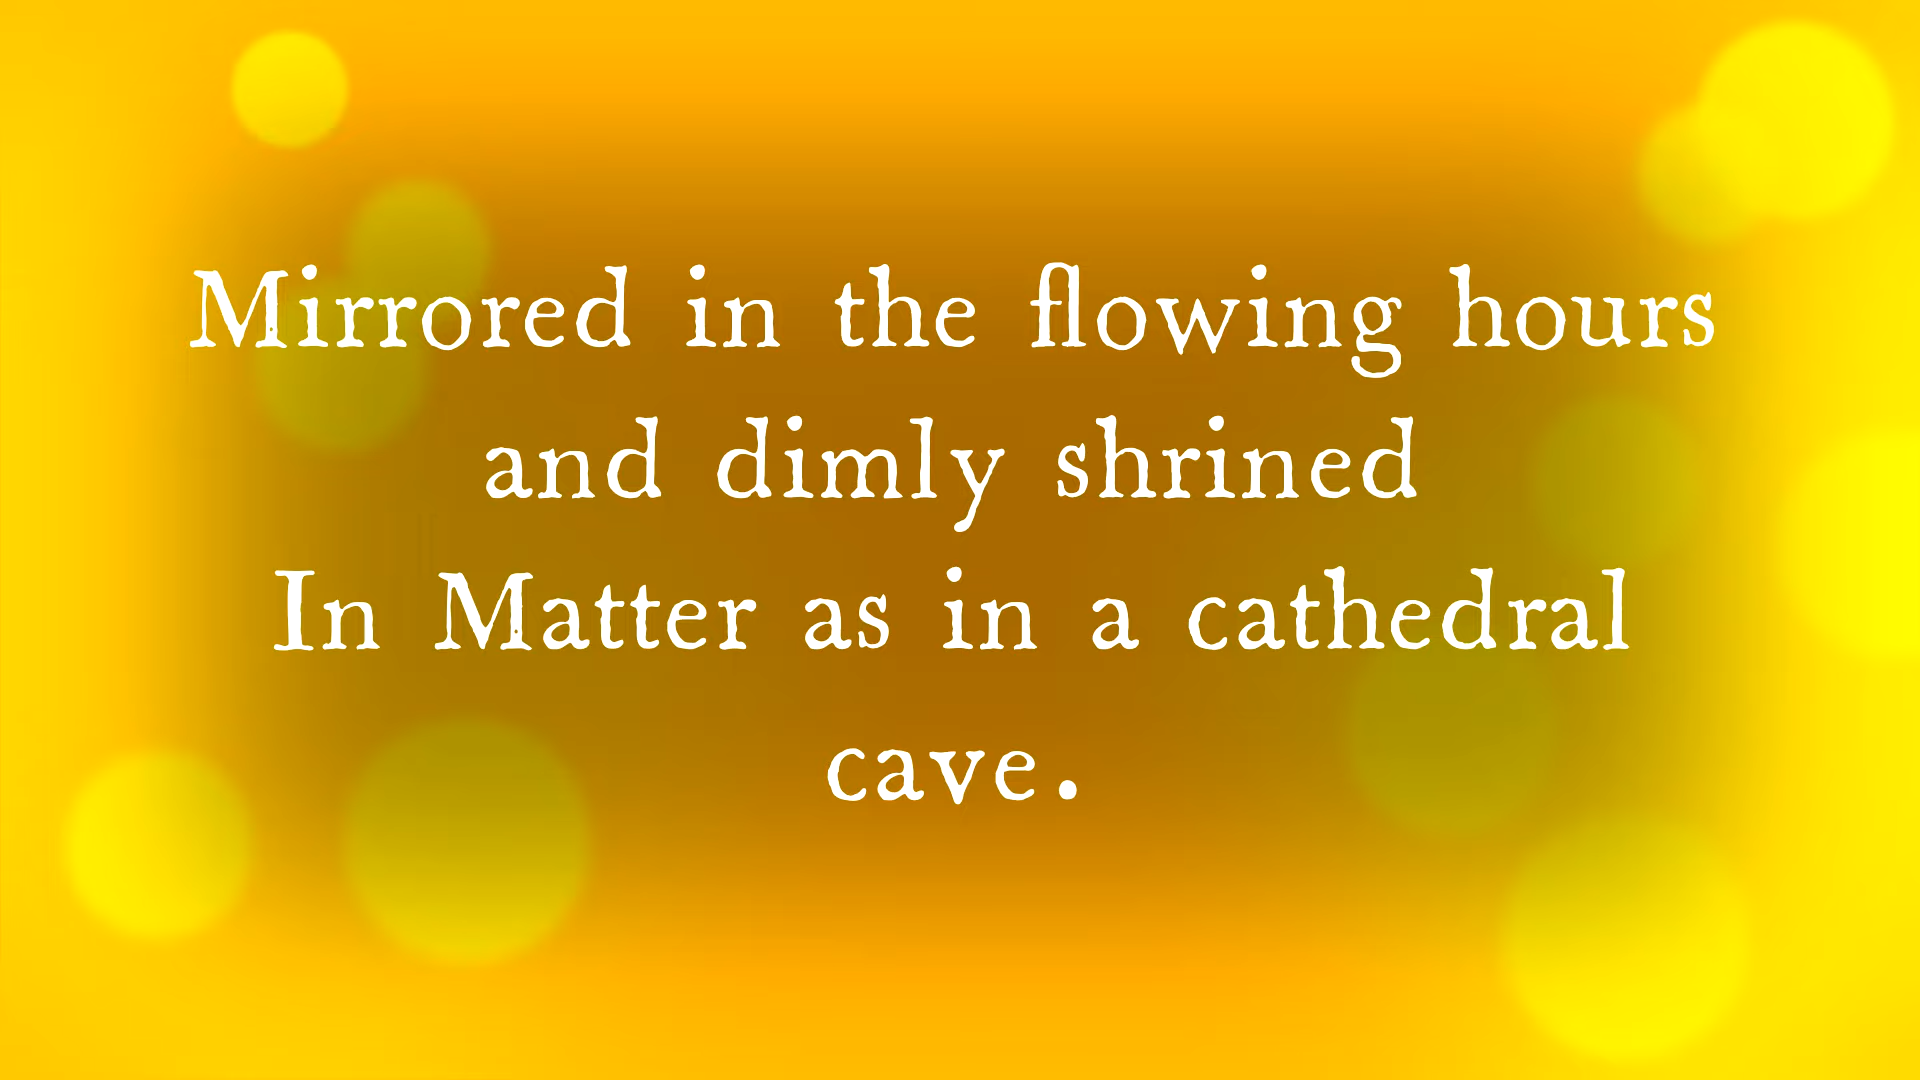 Mirrored in the flowing hours
and dimly shrined
In Matter as in a cathedral
cave.